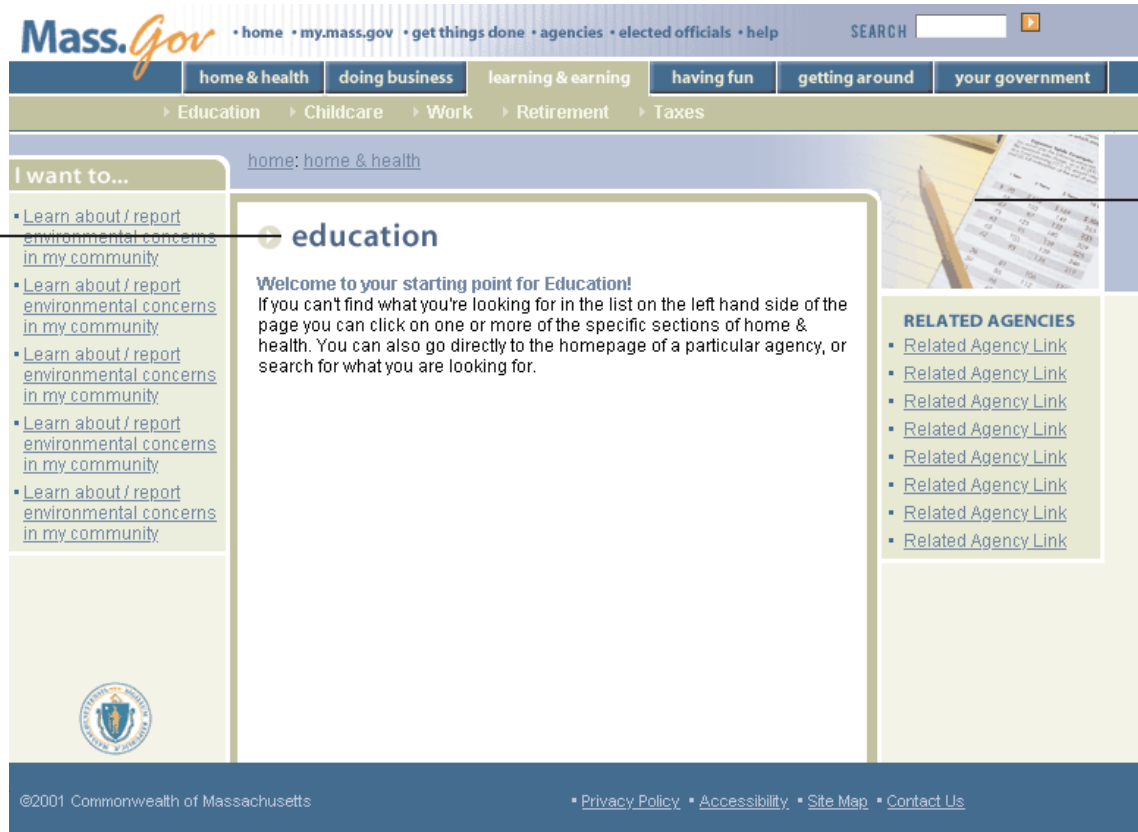 Mass.Gov
• home • my.mass.gov • get things done • agencies • elected officials • help
SEARCH
home & health
doing business
learning & earning
having fun
getting around
your government
Education
Childcare
Work
Retirement
Taxes
home: home & health
I want to...
▪ Learn about / report
environmental concerns
in my community
▪ Learn about / report
environmental concerns
in my community
▪ Learn about / report
environmental concerns
in my community
▪ Learn about / report
environmental concerns
in my community
▪ Learn about / report
environmental concerns
in my community
education
Welcome to your starting point for Education!
If you can't find what you're looking for in the list on the left hand side of the
page you can click on one or more of the specific sections of home &
health. You can also go directly to the homepage of a particular agency, or
search for what you are looking for.
RELATED AGENCIES
▪ Related Agency Link
▪ Related Agency Link
▪ Related Agency Link
▪ Related Agency Link
▪ Related Agency Link
▪ Related Agency Link
▪ Related Agency Link
▪ Related Agency Link
©2001 Commonwealth of Massachusetts
▪ Privacy Policy ▪ Accessibility ▪ Site Map ▪ Contact Us